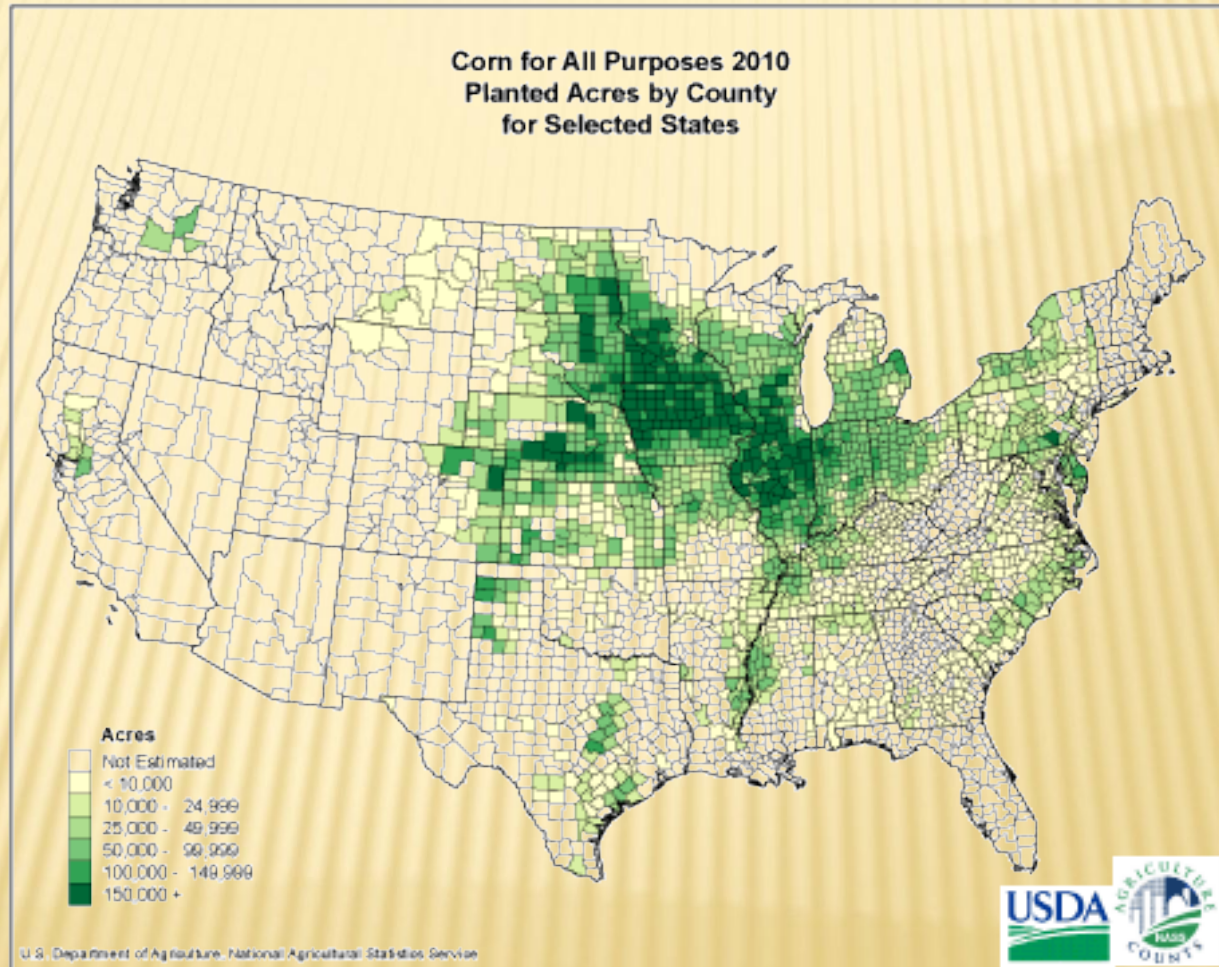 Corn for All Purposes 2010
Planted Acres by County
for Selected States
Acres
Not Estimated
< 10,000
10,000 - 24,999
25,000 - 49,999
50,000 - 99,999
100,000 - 149,999
150,000 +
U.S. Department of Agriculture, National Agricultural Statistics Service
USDA
AGRICULTURE
NASS
COUNTS